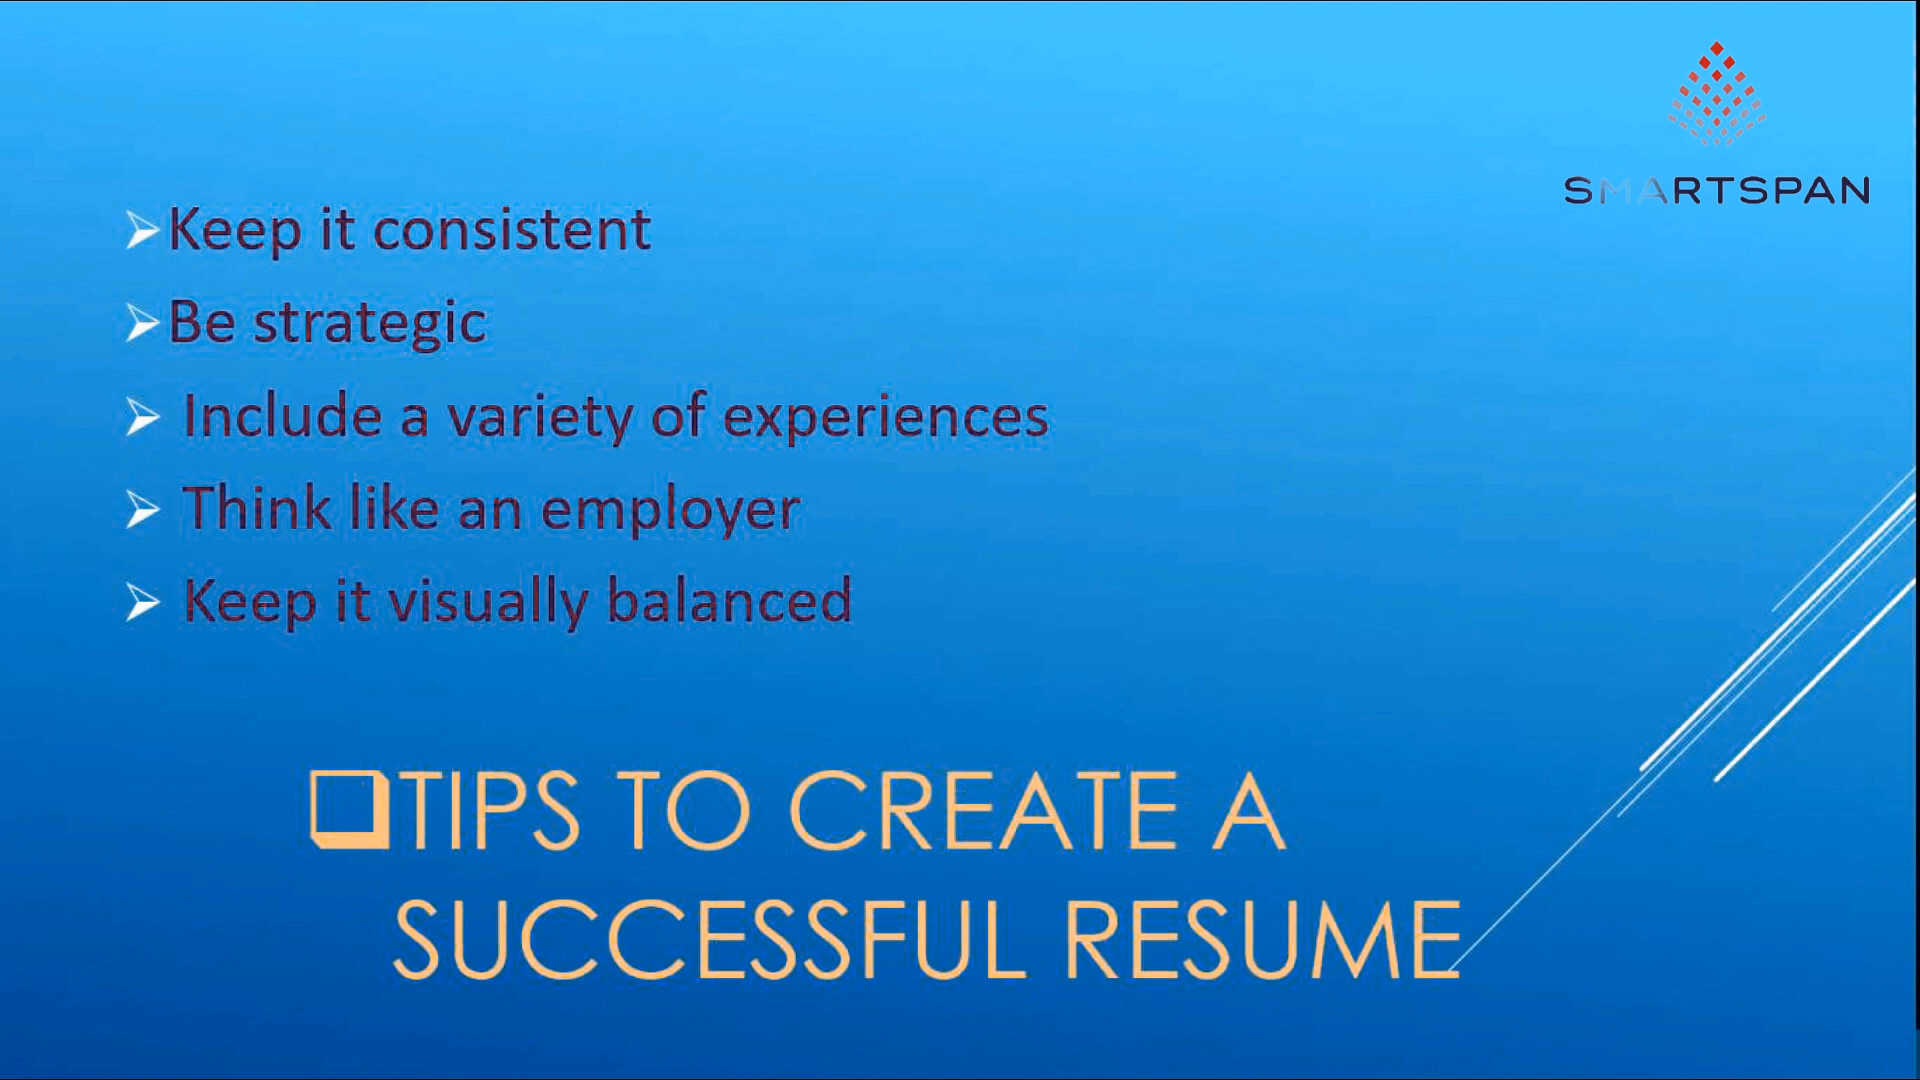 SMARTSPAN
Keep it consistent
Be strategic
Include a variety of experiences
Think like an employer
Keep it visually balanced
TIPS TO CREATE A
SUCCESSFUL RESUME